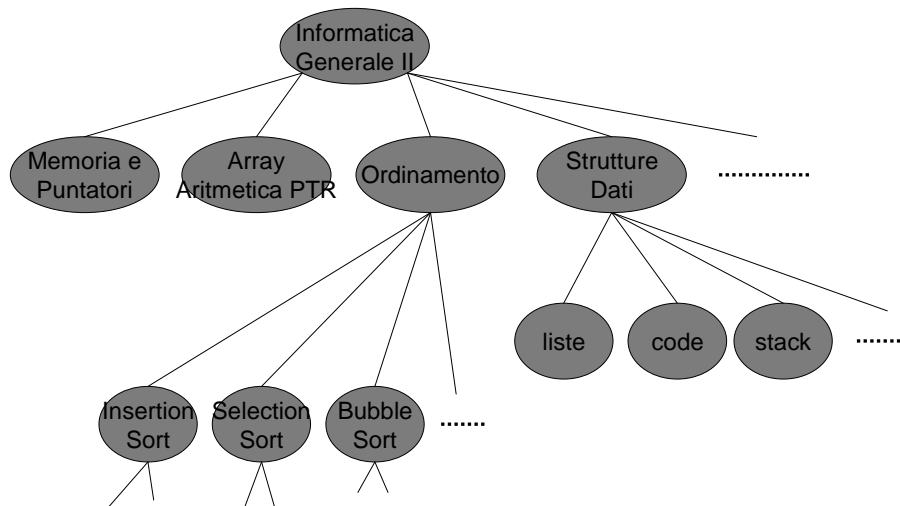 Informatica
Generale II
Memoria e
Puntatori
Array
Aritmetica PTR
Ordinamento
Strutture
Dati
..............
liste
code
stack
.......
Insertion
Sort
Selection
Sort
Bubble
Sort
.......